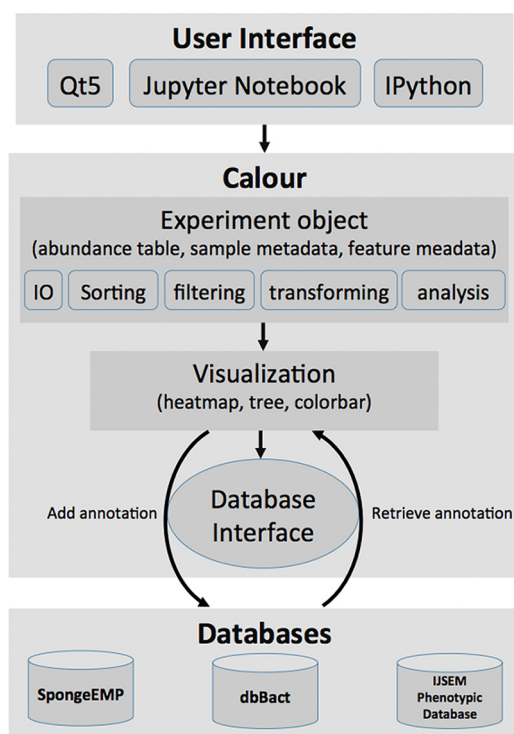 User Interface
Qt5
Jupyter Notebook
IPython
Calour
Experiment object
(abundance table, sample metadata, feature meadata)
IO
Sorting
filtering
transforming
analysis
Visualization
(heatmap, tree, colorbar)
Add annotation
Database
Interface
Retrieve annotation
Databases
SpongeEMP
dbBact
IJSEM
Phenotypic
Database